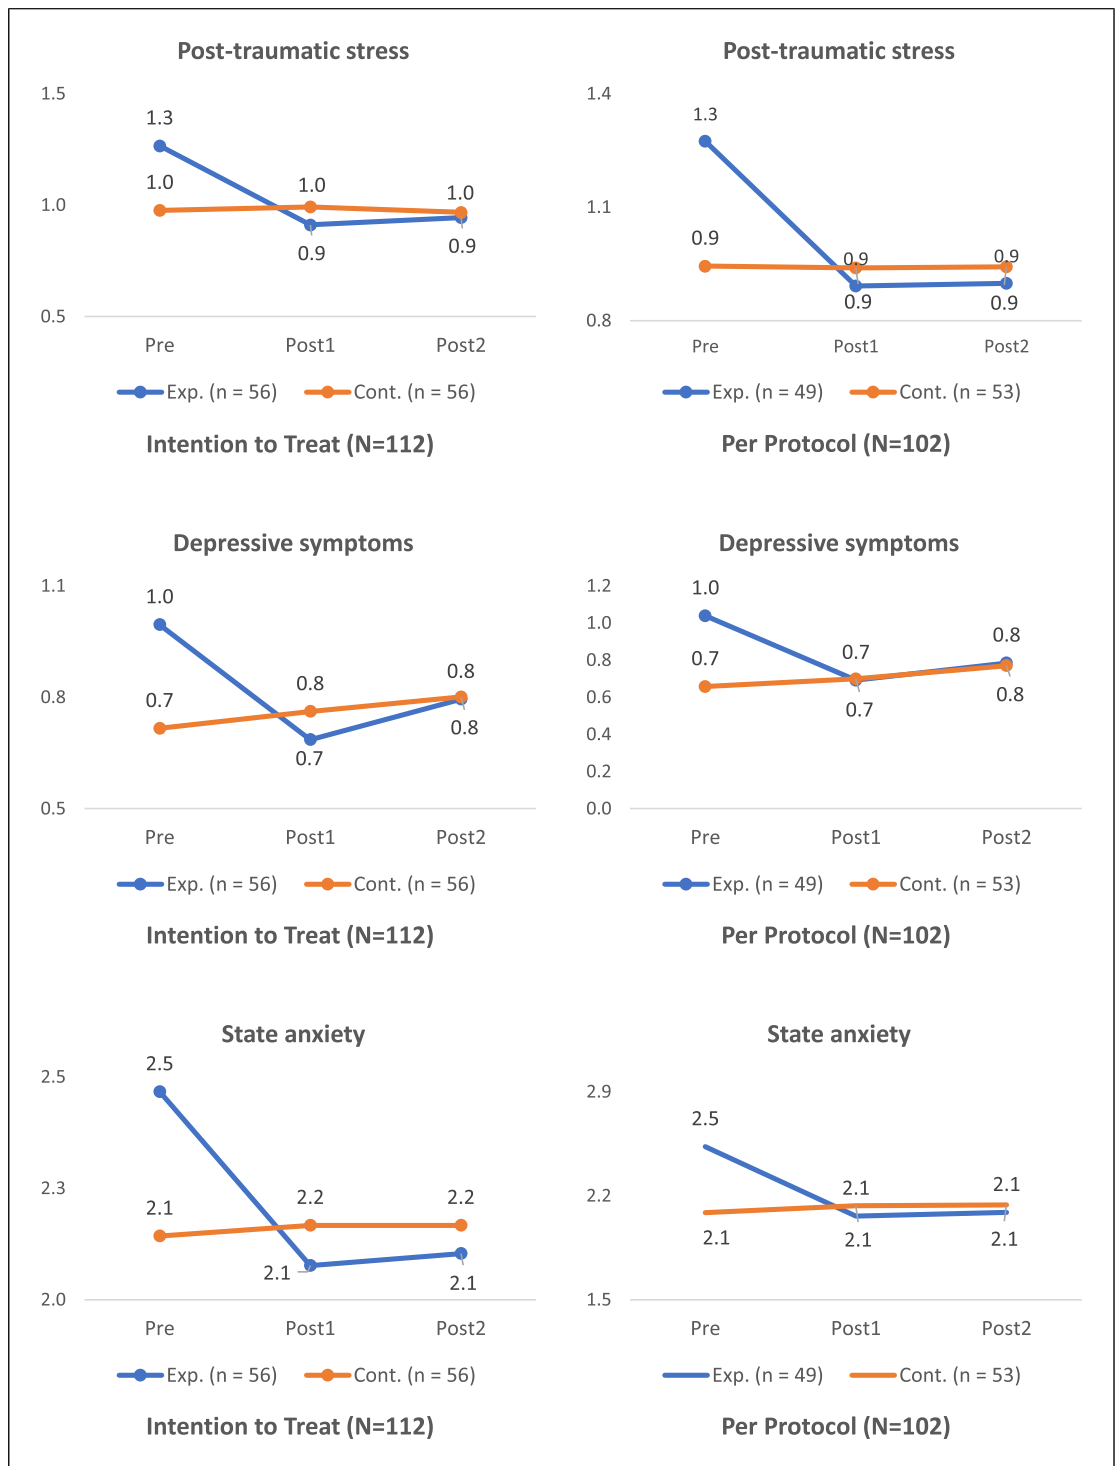 Post-traumatic stress
1.5
1.0
0.5
1.3
1.0
1.0
0.9
1.0
0.9
Pre Post1 Post2
Exp. (n = 56) Cont. (n = 56)
Intention to Treat (N=112)
Post-traumatic stress
1.4
1.1
0.8
1.3
0.9
0.9
0.9
0.9
0.9
Pre Post1 Post2
Exp. (n = 49) Cont. (n = 53)
Per Protocol (N=102)
Depressive symptoms
1.1
0.8
0.5
1.0
0.7
0.8
0.7
0.8
0.8
Pre Post1 Post2
Exp. (n = 56) Cont. (n = 56)
Intention to Treat (N=112)
Depressive symptoms
1.2
1.0
0.8
0.6
0.4
0.2
0.0
1.0
0.7
0.7
0.7
0.8
0.8
Pre Post1 Post2
Exp. (n = 49) Cont. (n = 53)
Per Protocol (N=102)
State anxiety
2.5
2.3
2.0
2.5
2.1
2.2
2.1
2.2
2.1
Pre Post1 Post2
Exp. (n = 56) Cont. (n = 56)
Intention to Treat (N=112)
State anxiety
2.9
2.2
1.5
2.5
2.1
2.1
2.1
2.1
2.1
Pre Post1 Post2
Exp. (n = 49) Cont. (n = 53)
Per Protocol (N=102)